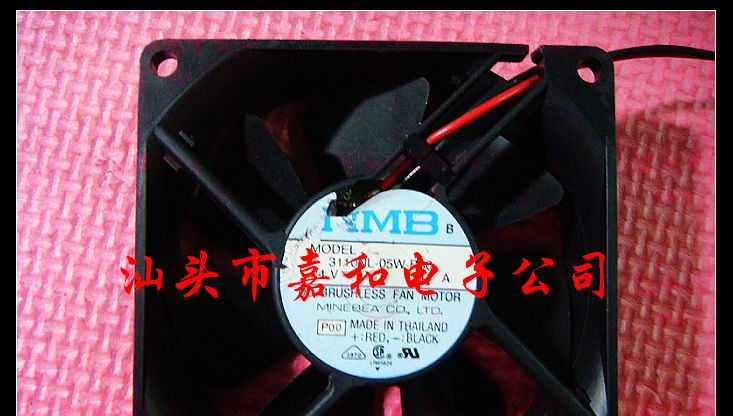 NMB B
MODEL
汕头市嘉和电子公司
BRUSHLESS FAN MOTOR
MINEBEA CO., LTD.
P00 MADE IN THAILAND
+:RED, -:BLACK